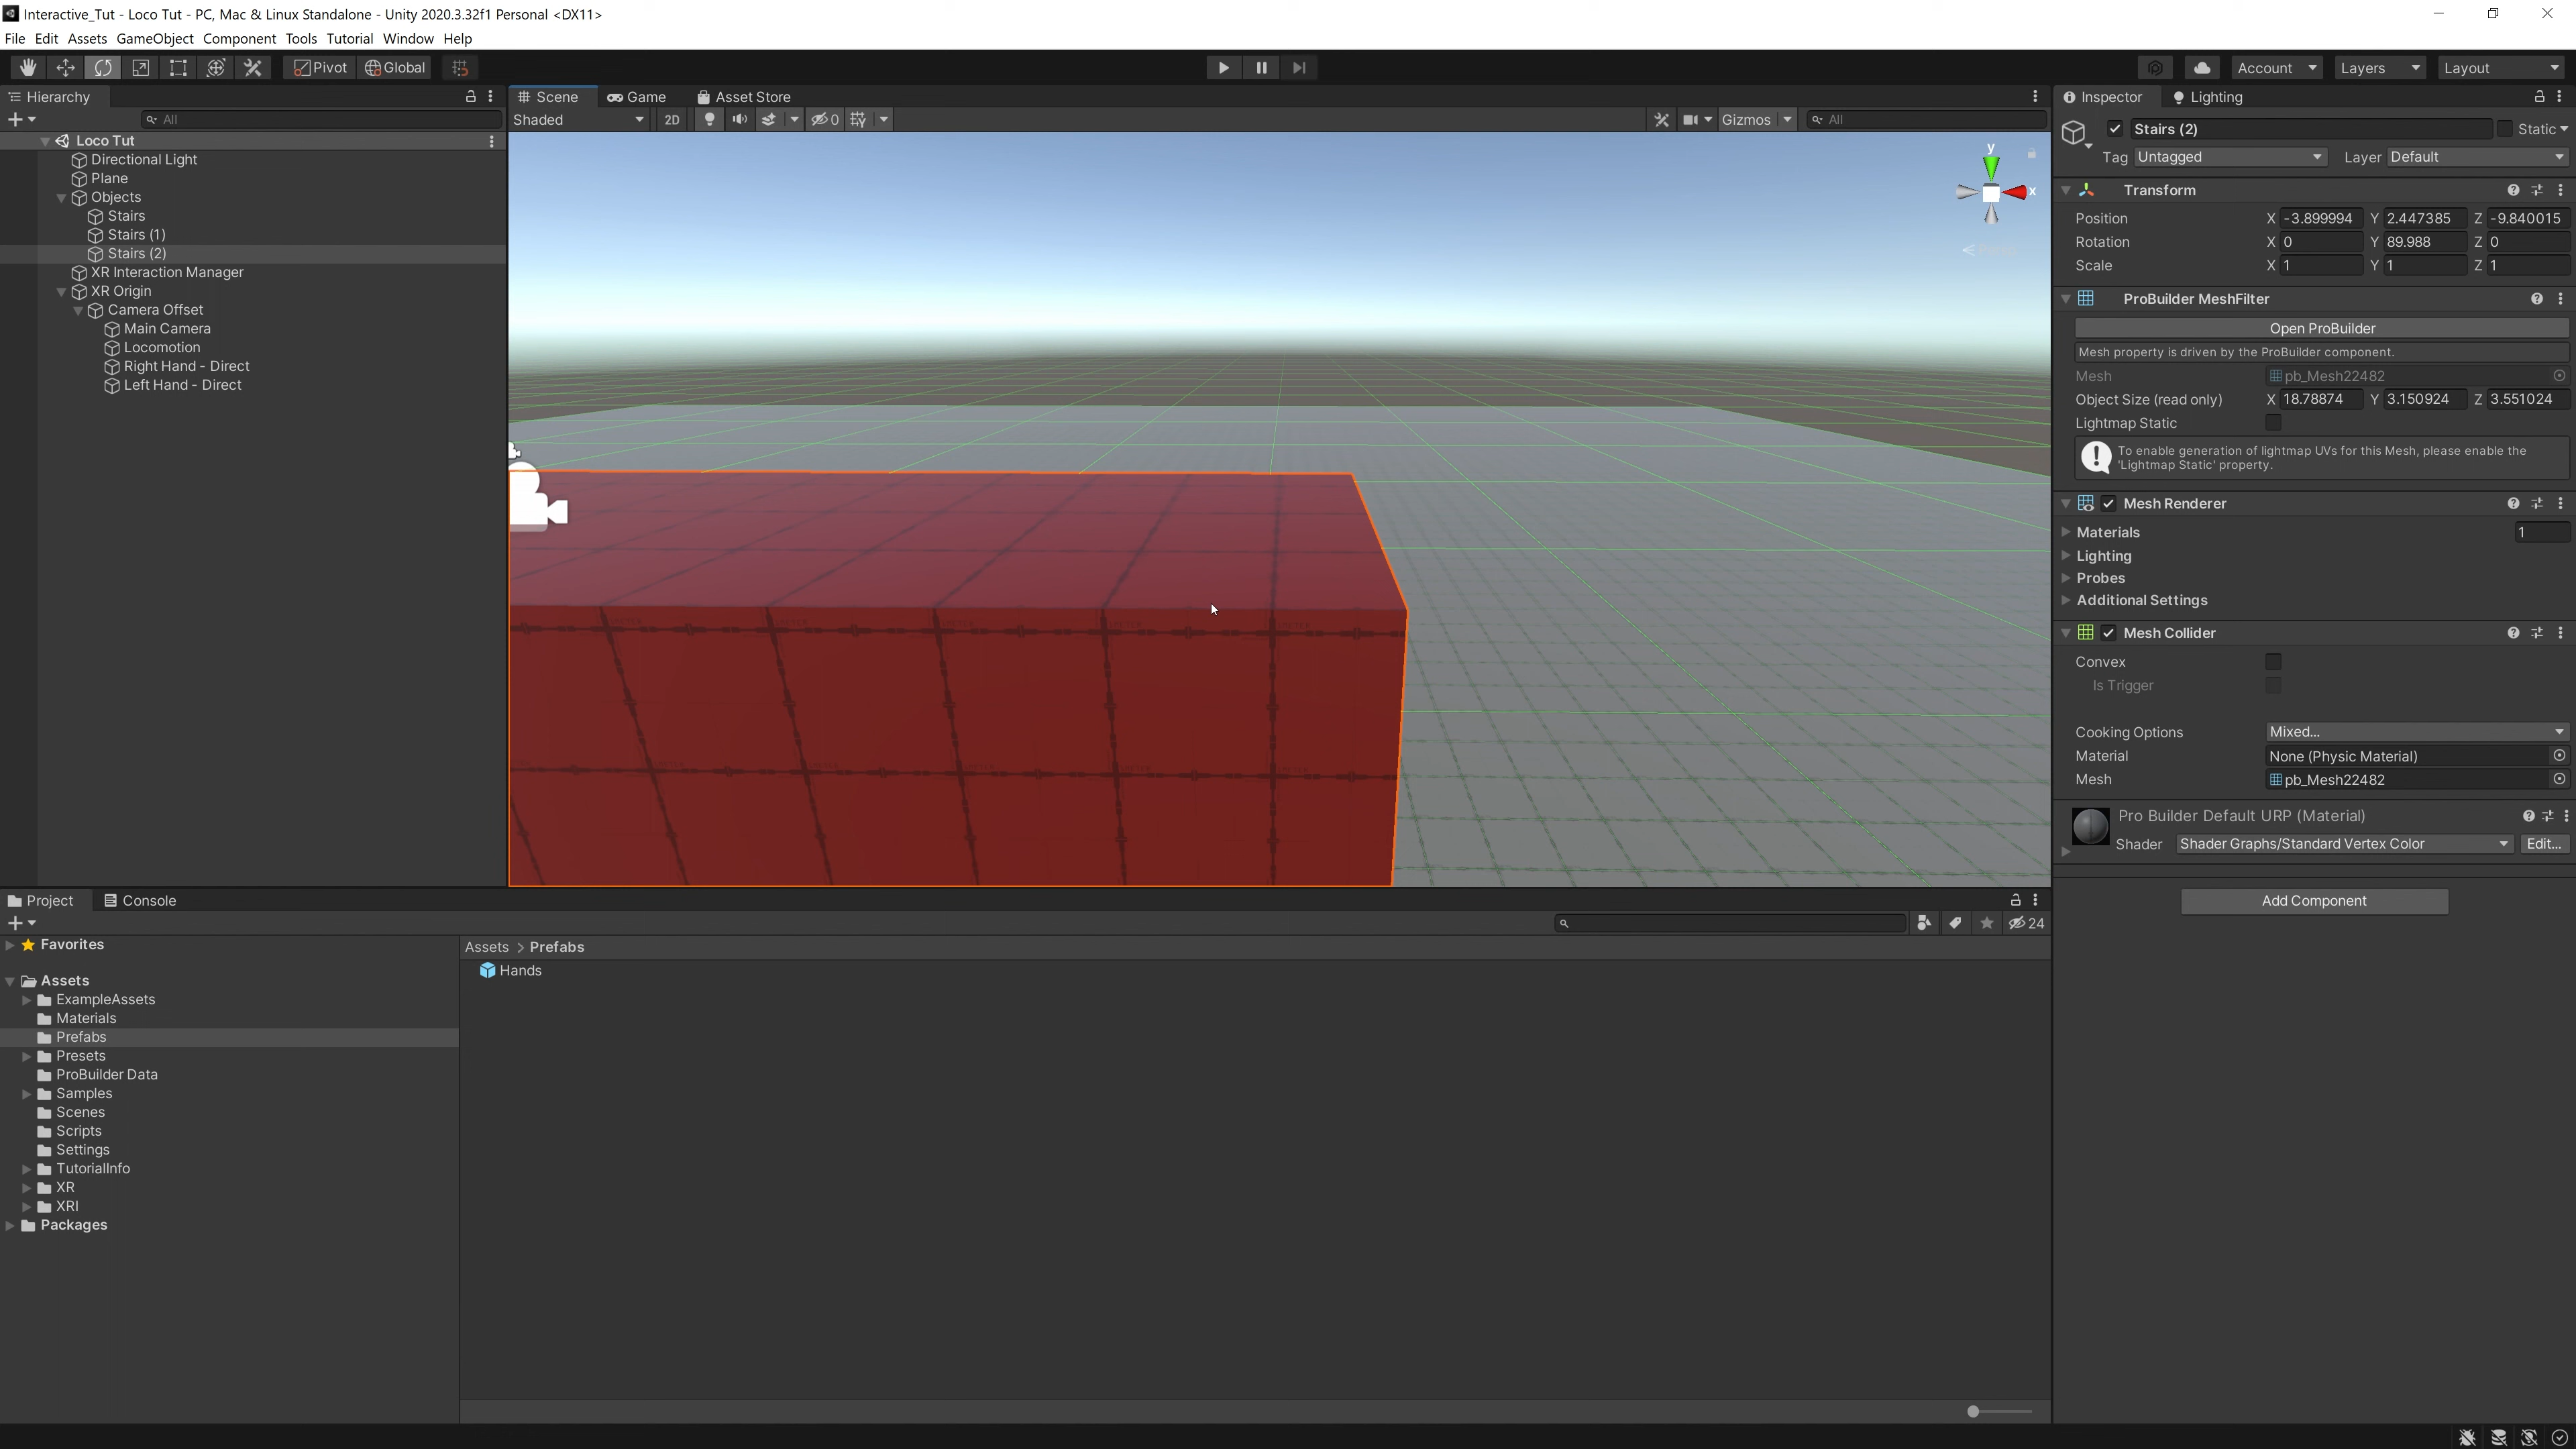 Interactive_Tut - Loco Tut - PC, Mac & Linux Standalone - Unity 2020.3.32f1 Personal <DX11>
File Edit Assets GameObject Component Tools Tutorial Window Help
Pivot Global Account Layers Layout
Hierarchy
All
Loco Tut
Directional Light
Plane
Objects
Stairs
Stairs (1)
Stairs (2)
XR Interaction Manager
XR Origin
Camera Offset
Main Camera
Locomotion
Right Hand - Direct
Left Hand - Direct
Scene Game Asset Store
Shaded 2D 0 Gizmos All
y
x
Inspector Lighting
Stairs (2) Static
Tag Untagged Layer Default
Transform
Position X -3.899994 Y 2.447385 Z -9.840015
Rotation X 0 Y 89.988 Z 0
Scale X 1 Y 1 Z 1
ProBuilder MeshFilter
Open ProBuilder
Mesh property is driven by the ProBuilder component.
Mesh pb_Mesh22482
Object Size (read only) X 18.78874 Y 3.150924 Z 3.551024
Lightmap Static
To enable generation of lightmap UVs for this Mesh, please enable the
'Lightmap Static' property.
Mesh Renderer
Materials 1
Lighting
Probes
Additional Settings
Mesh Collider
Convex
Is Trigger
Cooking Options Mixed...
Material None (Physic Material)
Mesh pb_Mesh22482
Pro Builder Default URP (Material)
Shader Shader Graphs/Standard Vertex Color Edit...
Add Component
Project Console
24
Favorites
Assets
ExampleAssets
Materials
Prefabs
Presets
ProBuilder Data
Samples
Scenes
Scripts
Settings
TutorialInfo
XR
XRI
Packages
Assets > Prefabs
Hands